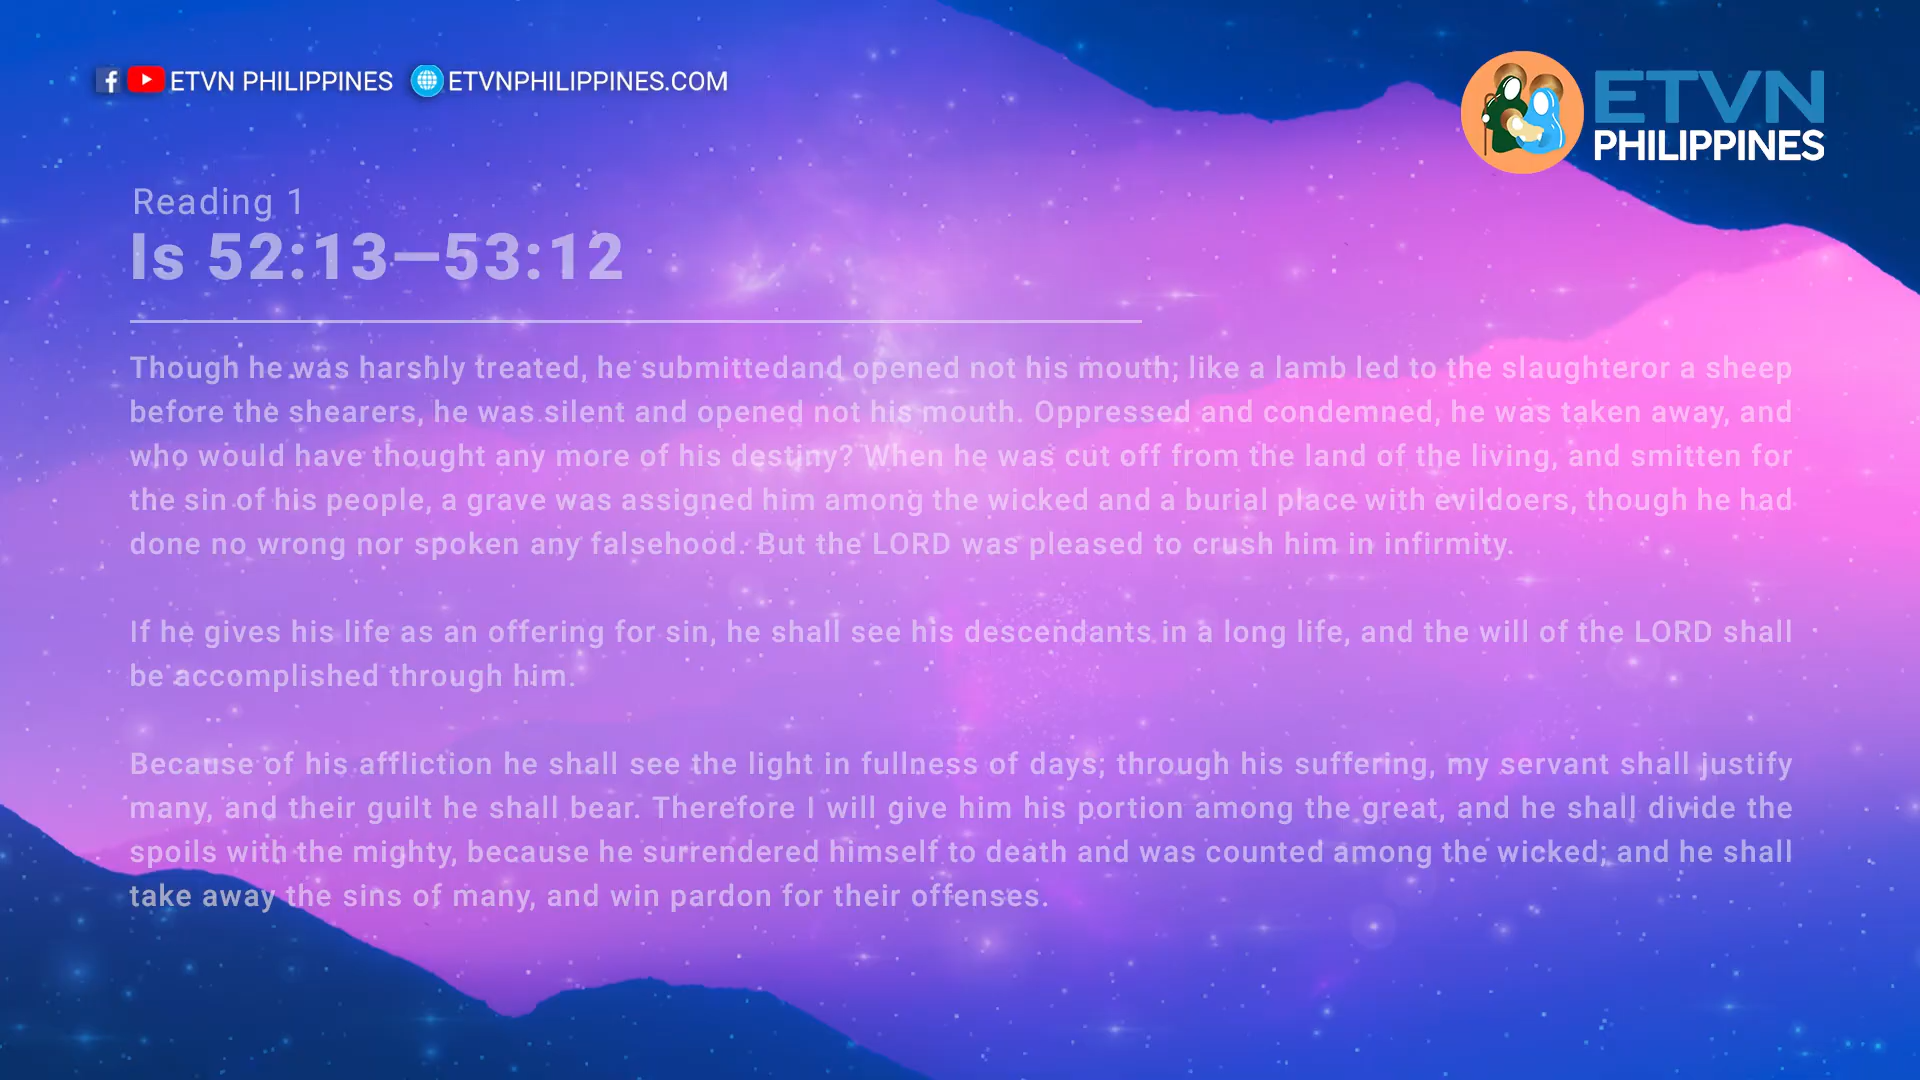 ETVN PHILIPPINES ETVNPHILIPPINES.COM
ETVN
PHILIPPINES
Reading 1
Is 52:13—53:12
Though he was harshly treated, he submittedand opened not his mouth; like a lamb led to the slaughteror a sheep
before the shearers, he was silent and opened not his mouth. Oppressed and condemned, he was taken away, and
who would have thought any more of his destiny? When he was cut off from the land of the living, and smitten for
the sin of his people, a grave was assigned him among the wicked and a burial place with evildoers, though he had
done no wrong nor spoken any falsehood. But the LORD was pleased to crush him in infirmity.
If he gives his life as an offering for sin, he shall see his descendants in a long life, and the will of the LORD shall
be accomplished through him.
Because of his affliction he shall see the light in fullness of days; through his suffering, my servant shall justify
many, and their guilt he shall bear. Therefore I will give him his portion among the great, and he shall divide the
spoils with the mighty, because he surrendered himself to death and was counted among the wicked; and he shall
take away the sins of many, and win pardon for their offenses.